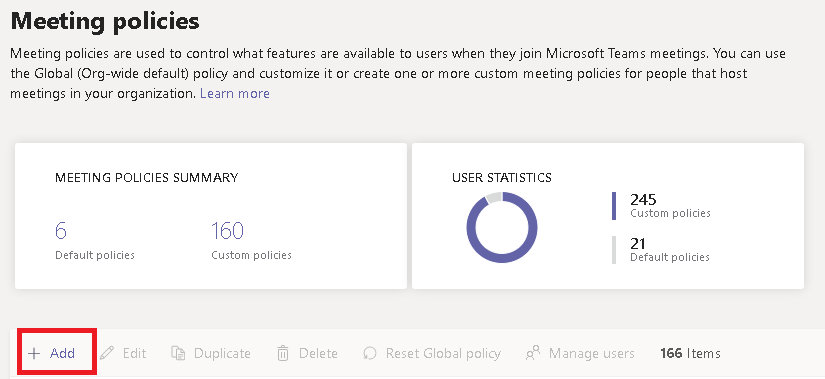 Meeting policies
Meeting policies are used to control what features are available to users when they join Microsoft Teams meetings. You can use
the Global (Org-wide default) policy and customize it or create one or more custom meeting policies for people that host
meetings in your organization. Learn more
MEETING POLICIES SUMMARY
6
Default policies
160
Custom policies
USER STATISTICS
245
Custom policies
21
Default policies
+ Add Edit Duplicate Delete Reset Global policy Manage users 166 Items